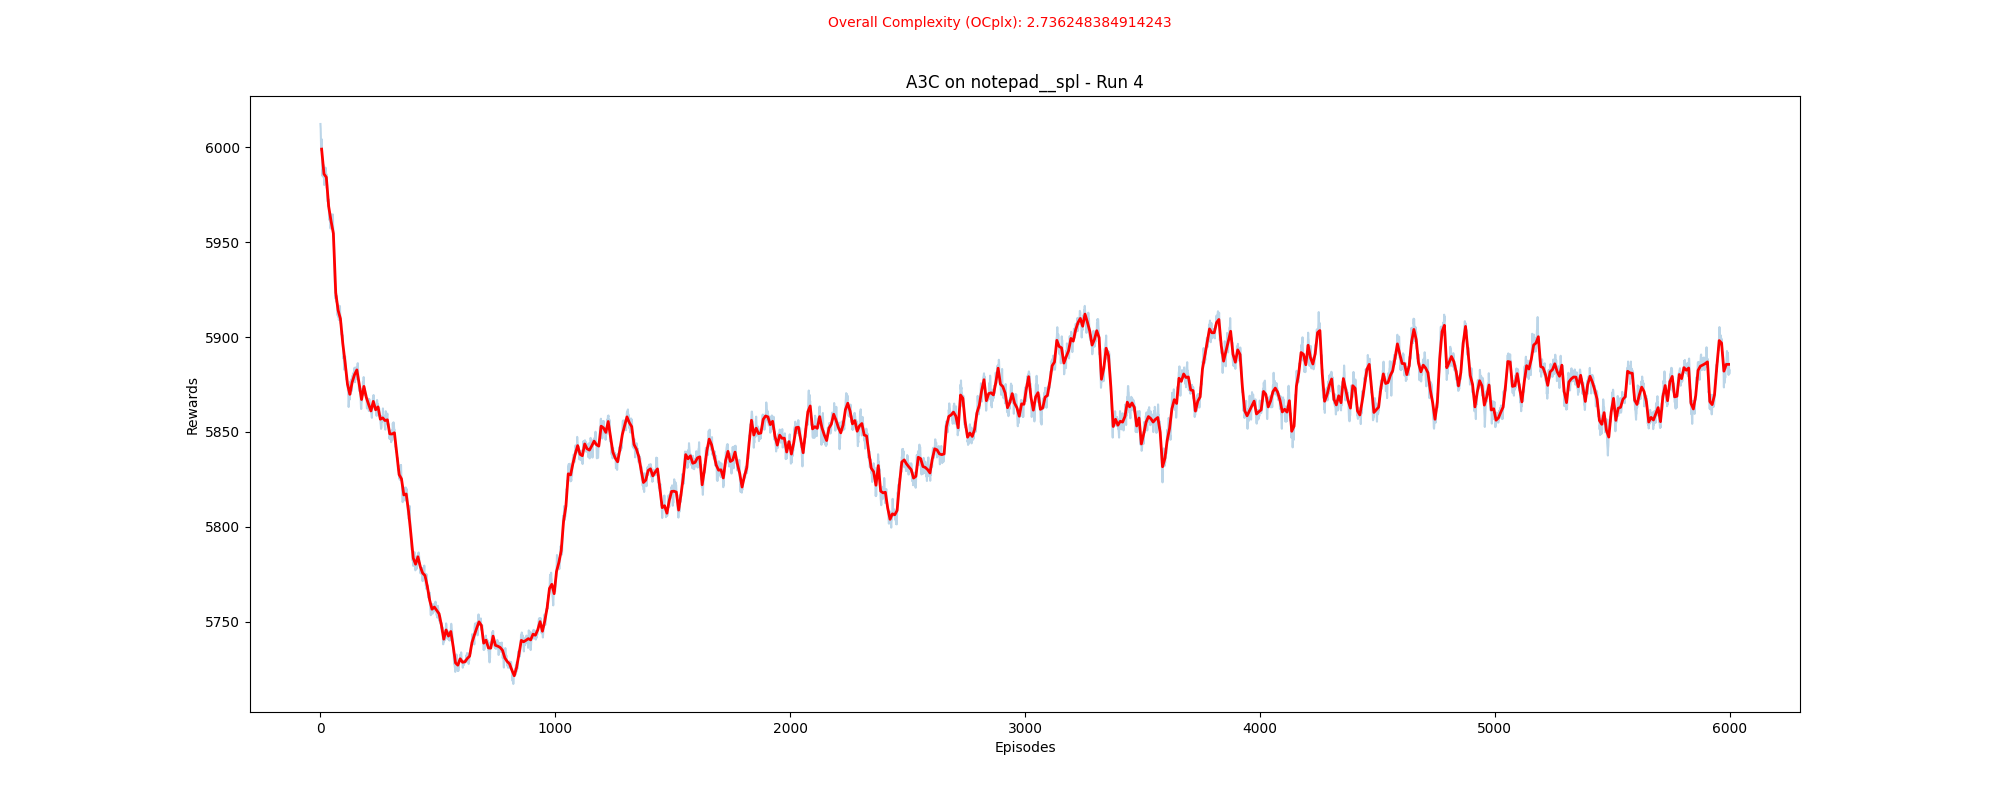 Overall Complexity (OCplx): 2.736248384914243
A3C on notepad__spl - Run 4
Rewards
6000
5950
5900
5850
5800
5750
0 1000 2000 3000 4000 5000 6000
Episodes